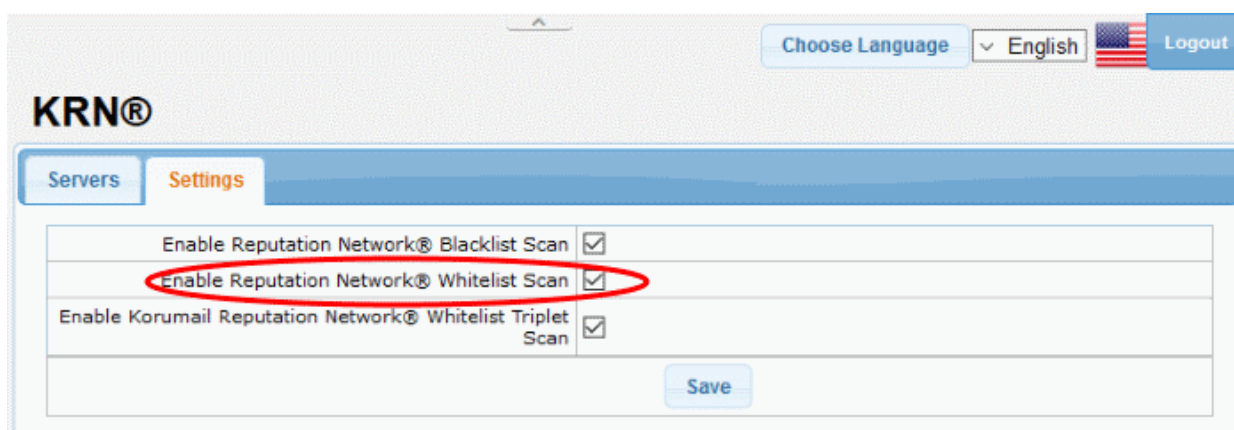 Choose Language
English
Logout
KRN®
Servers
Settings
Enable Reputation Network® Blacklist Scan
Enable Reputation Network® Whitelist Scan
Enable Korumail Reputation Network® Whitelist Triplet
Scan
Save